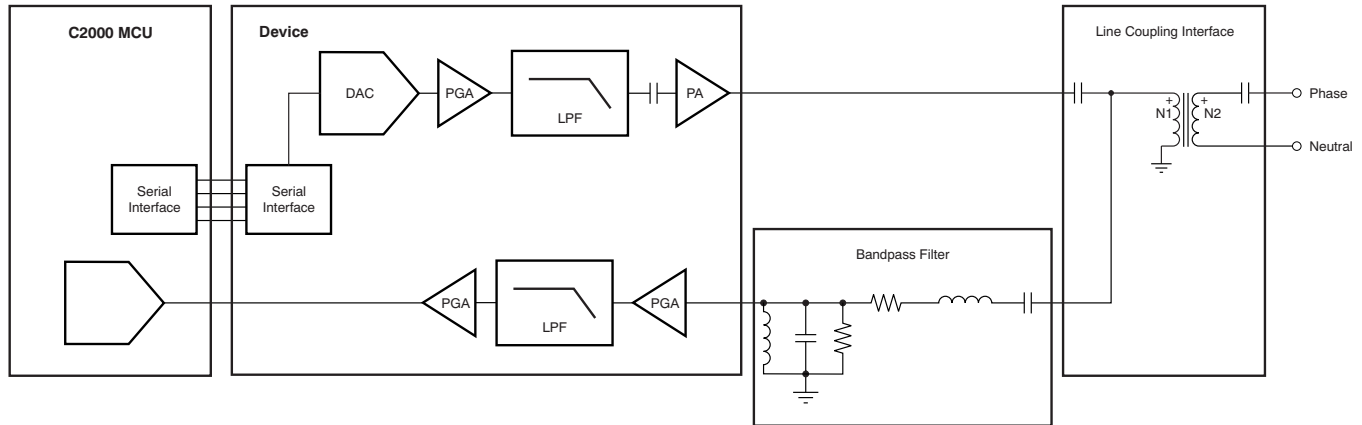 C2000 MCU
Device
Line Coupling Interface
DAC
PGA
LPF
PA
+
N1
+
N2
Phase
Neutral
Serial
Interface
Serial
Interface
Bandpass Filter
PGA
LPF
PGA